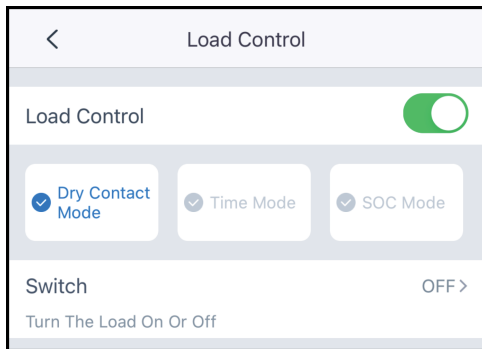 Load Control
Load Control
Dry Contact
Mode
Time Mode
SOC Mode
Switch
OFF
Turn The Load On Or Off